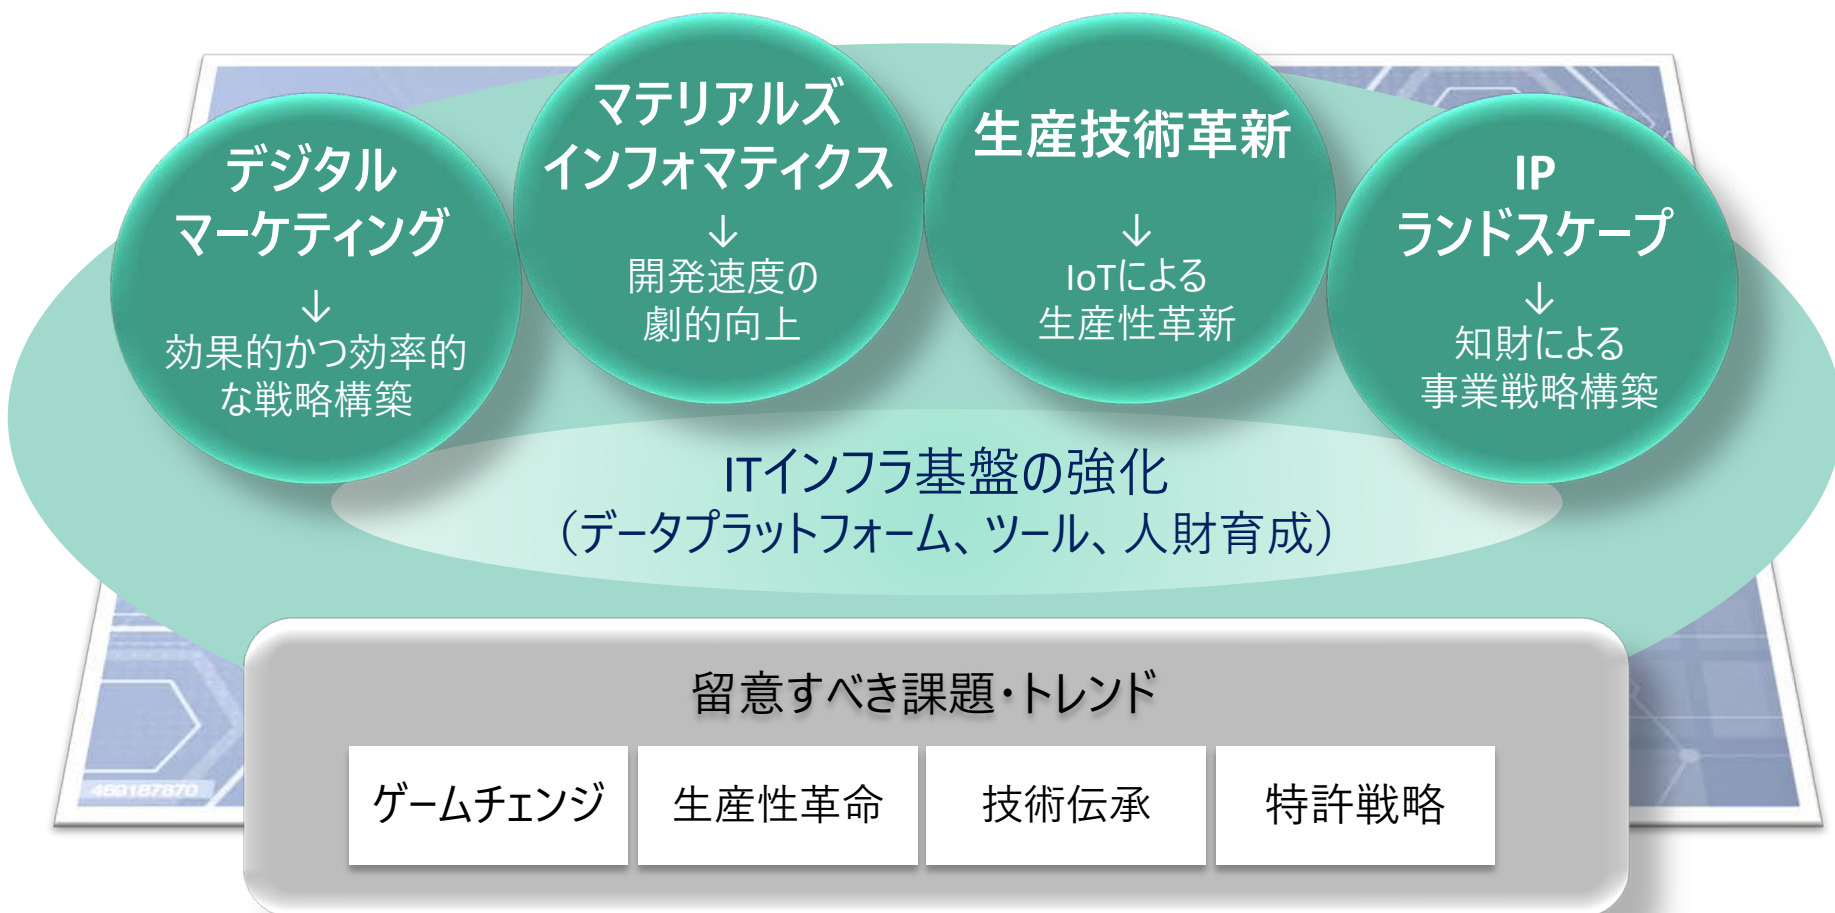 デジタル
マーケティング
↓
効果的かつ効率的
な戦略構築
マテリアルズ
インフォマティクス
↓
開発速度の
劇的向上
生産技術革新
↓
IoTによる
生産性革新
IP
ランドスケープ
↓
知財による
事業戦略構築
ITインフラ基盤の強化
（データプラットフォーム、ツール、人財育成）
留意すべき課題・トレンド
ゲームチェンジ
生産性革命
技術伝承
特許戦略
469187870